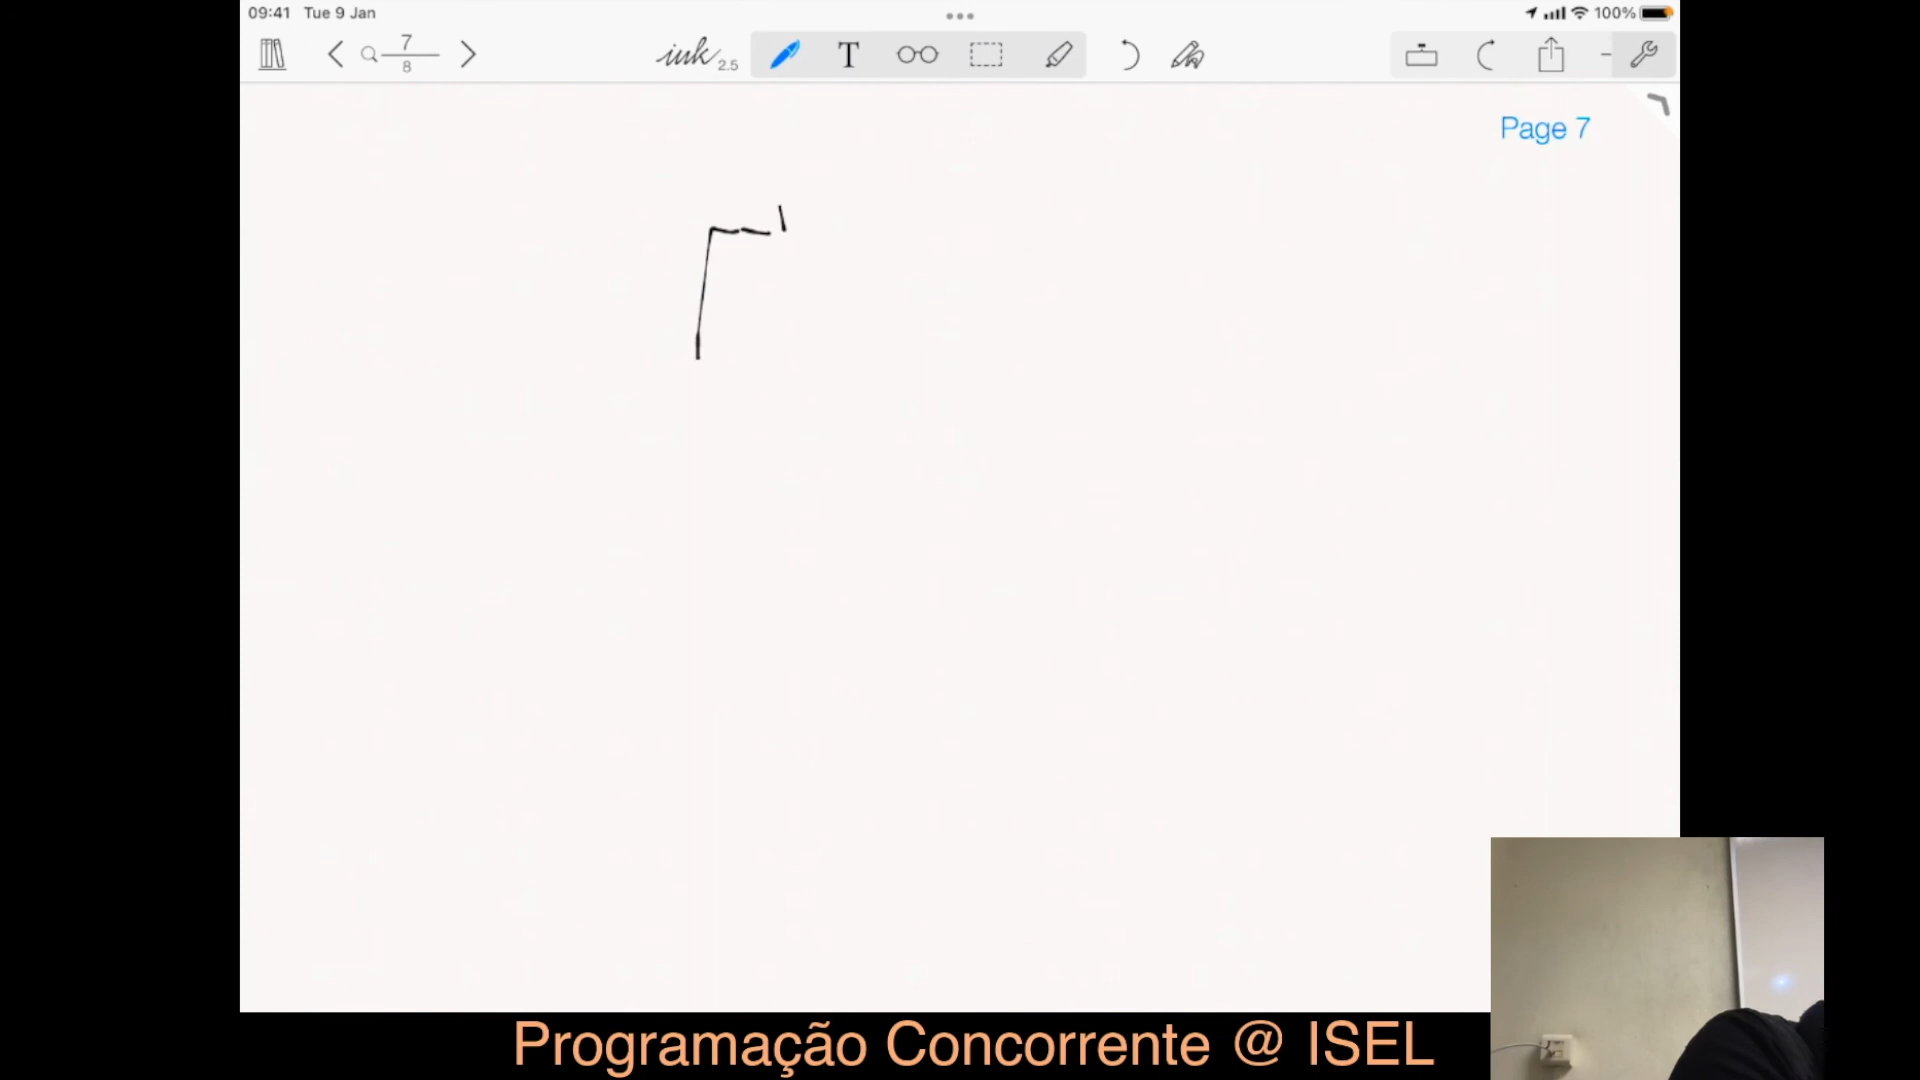 09:41 Tue 9 Jan
100%
7
8
ink 2.5
T
Page 7
Programação Concorrente @ ISEL